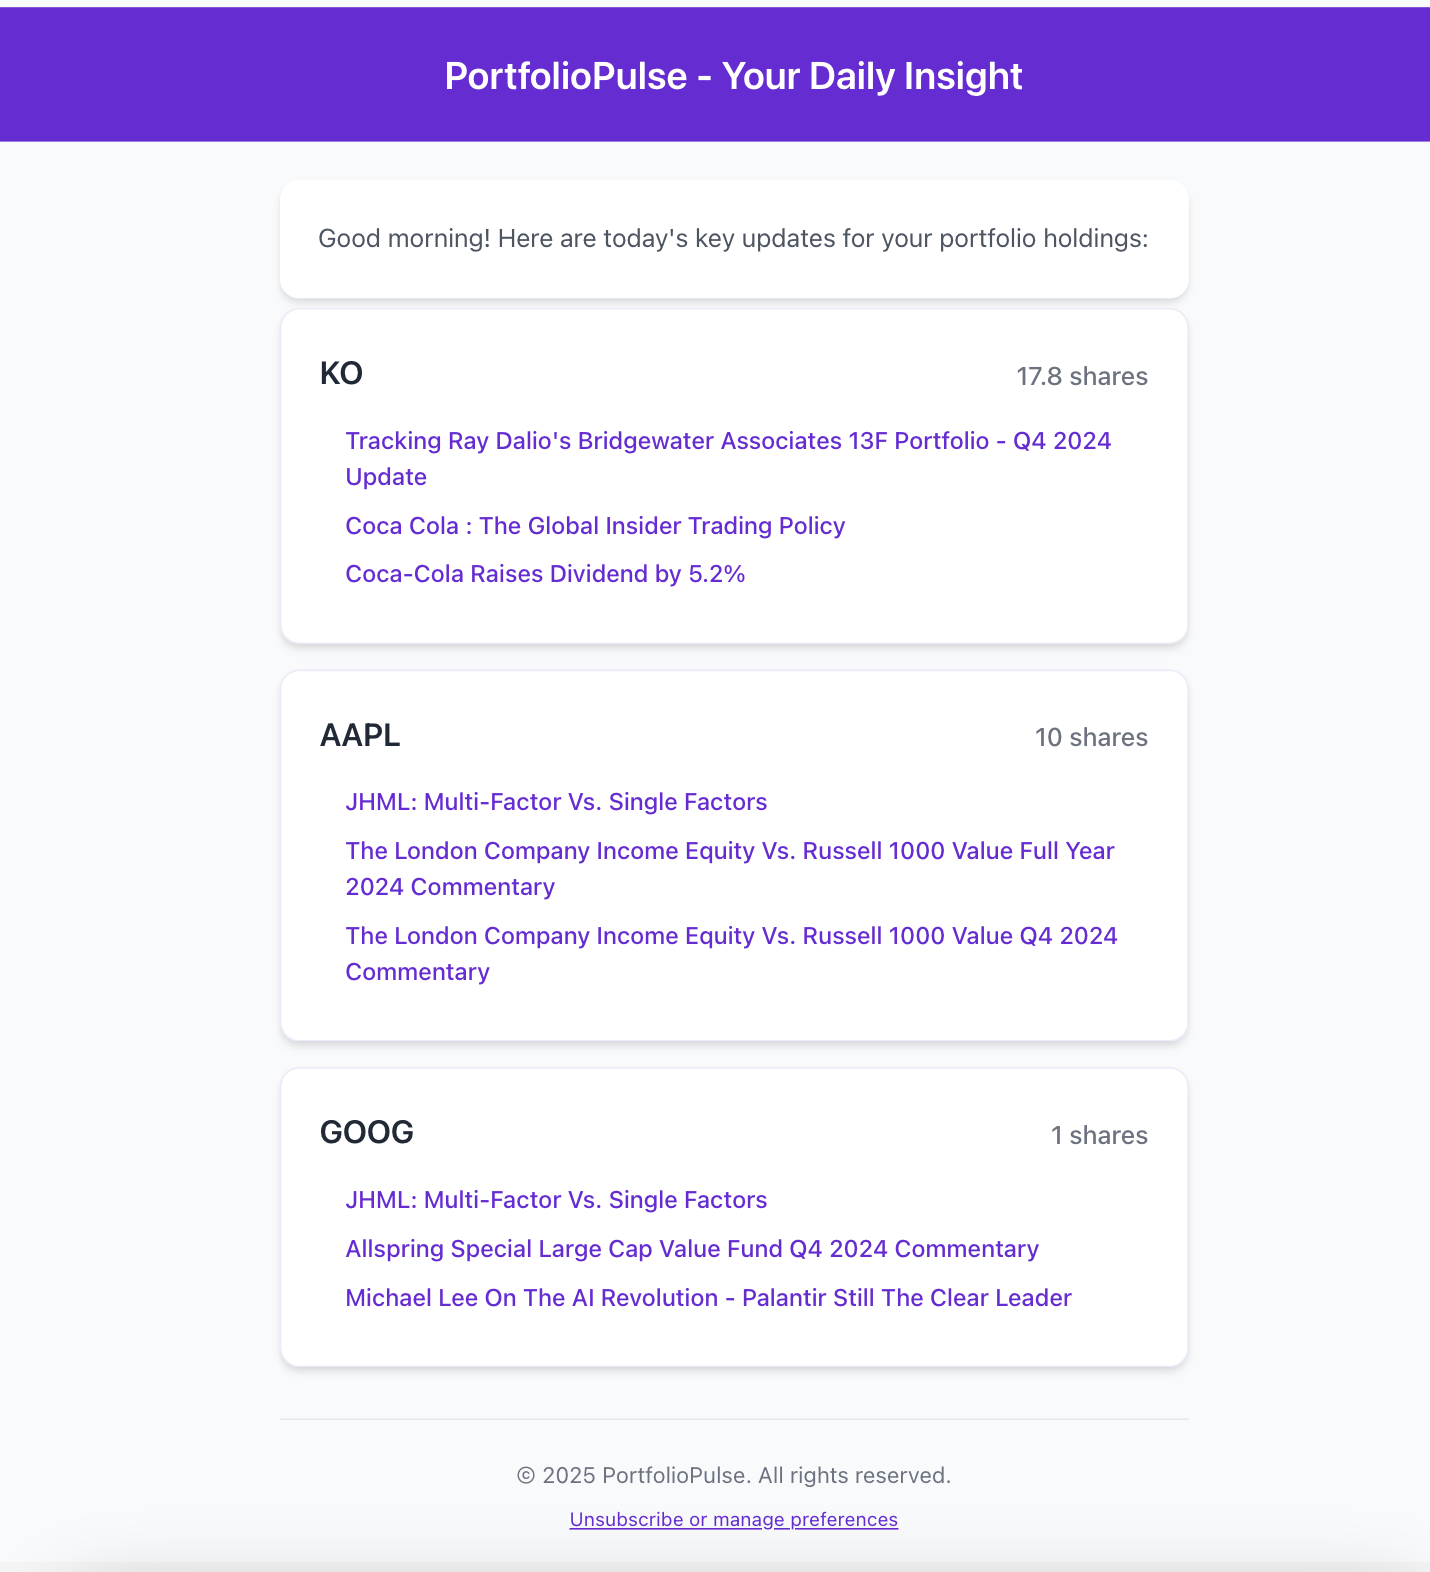 PortfolioPulse - Your Daily Insight
Good morning! Here are today's key updates for your portfolio holdings:
KO
17.8 shares
Tracking Ray Dalio's Bridgewater Associates 13F Portfolio - Q4 2024
Update
Coca Cola : The Global Insider Trading Policy
Coca-Cola Raises Dividend by 5.2%
AAPL
10 shares
JHML: Multi-Factor Vs. Single Factors
The London Company Income Equity Vs. Russell 1000 Value Full Year
2024 Commentary
The London Company Income Equity Vs. Russell 1000 Value Q4 2024
Commentary
GOOG
1 shares
JHML: Multi-Factor Vs. Single Factors
Allspring Special Large Cap Value Fund Q4 2024 Commentary
Michael Lee On The AI Revolution - Palantir Still The Clear Leader
© 2025 PortfolioPulse. All rights reserved.
Unsubscribe or manage preferences